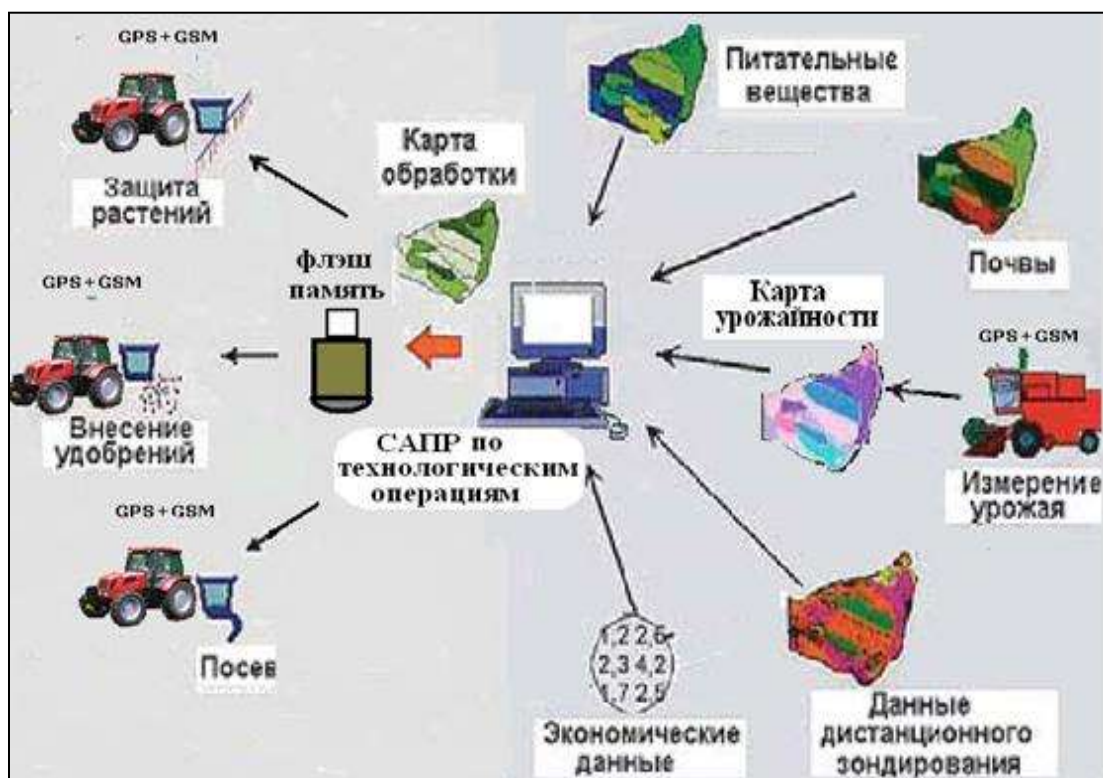 GPS+GSM
Защита
растений
GPS+GSM
Внесение
удобрений
GPS+GSM
Посев
Карта
обработки
флэш
память
САПР по
технологическим
операциям
Питательные
вещества
Почвы
Карта
урожайности
GPS+GSM
Измерение
урожая
1,2 2,6
2,3 4,2
1,7 2,5
Экономические
данные
Данные
дистанционного
зондирования